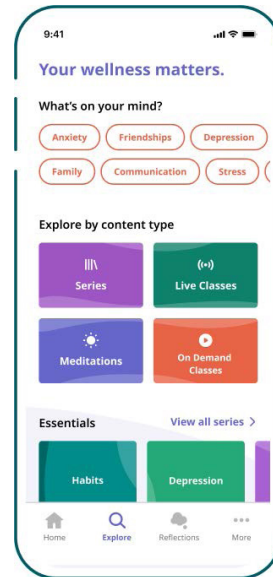 9:41
Your wellness matters.
What's on your mind?
Anxiety Friendships Depression
Family Communication Stress
Explore by content type
Series Live Classes
Meditations On Demand
Classes
Essentials View all series
Habits Depression
Home Explore Reflections More